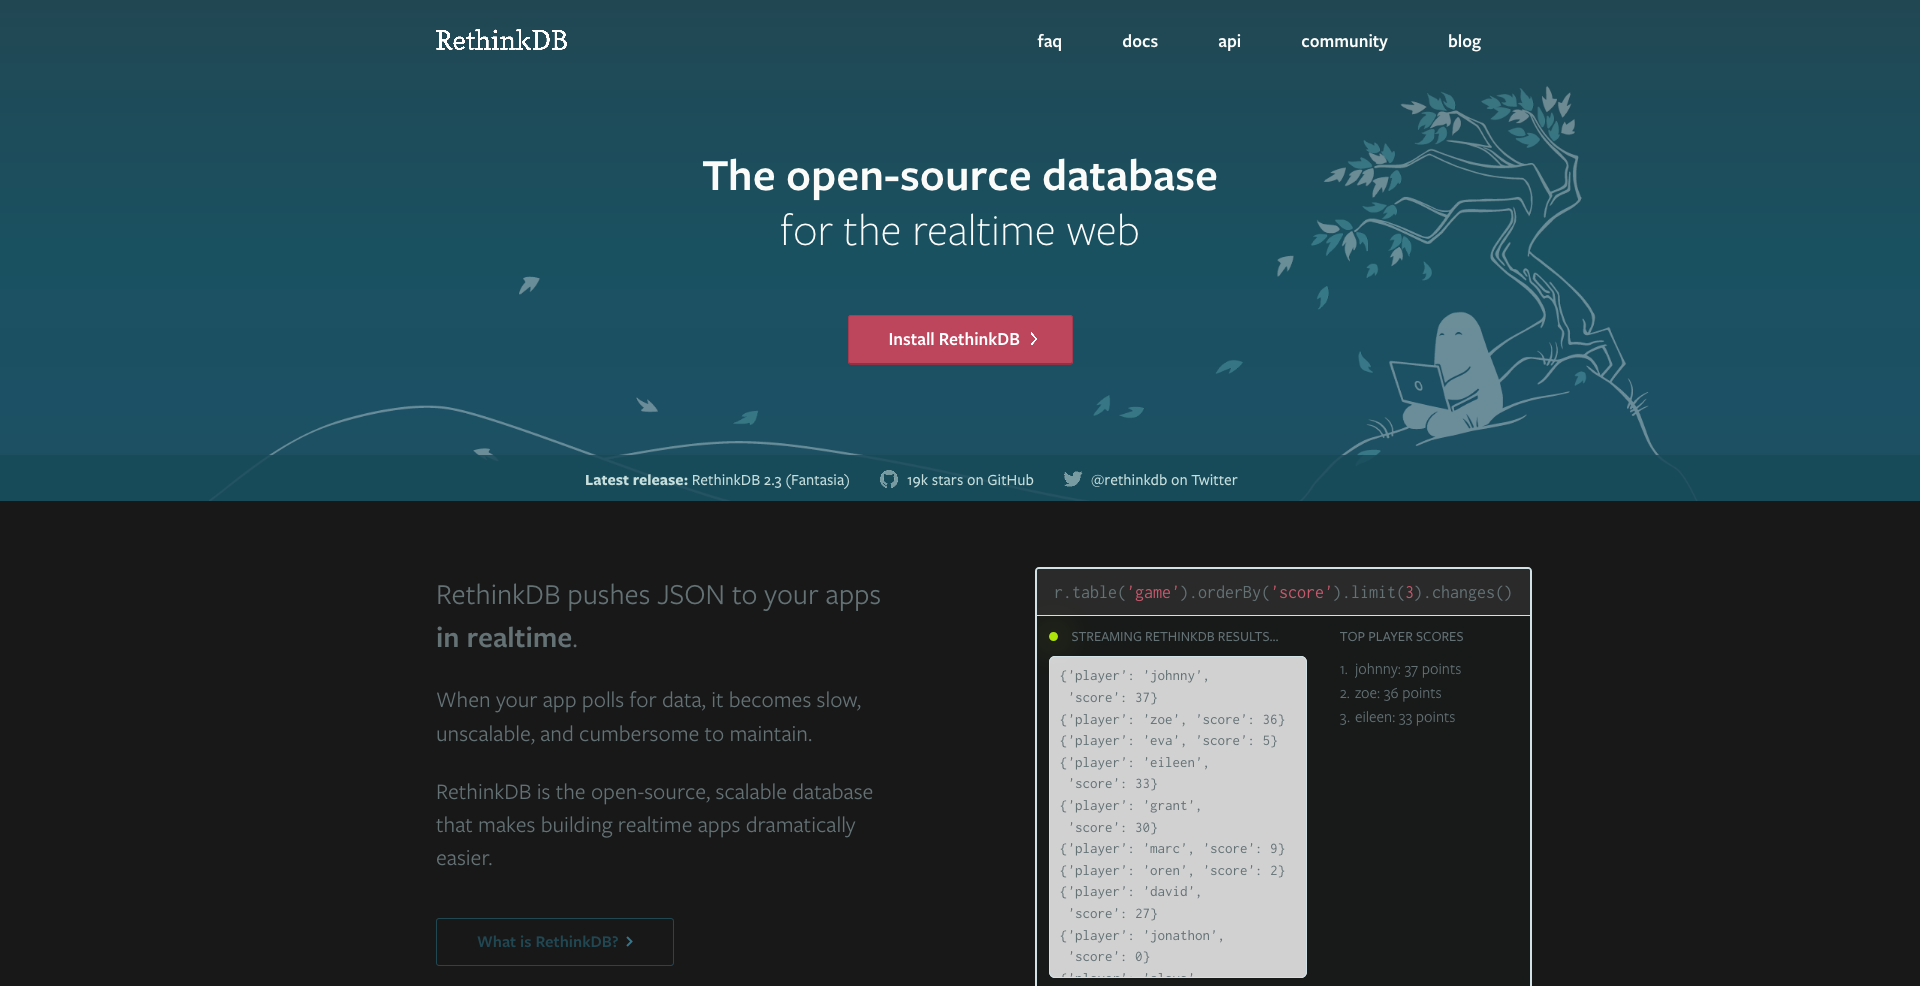 RethinkDB
faq docs api community blog
The open-source database
for the realtime web
Install RethinkDB
Latest release: RethinkDB 2.3 (Fantasia) 19k stars on GitHub @rethinkdb on Twitter
RethinkDB pushes JSON to your apps
in realtime.
When your app polls for data, it becomes slow,
unscalable, and cumbersome to maintain.
RethinkDB is the open-source, scalable database
that makes building realtime apps dramatically
easier.
What is RethinkDB?
r.table('game').orderBy('score').limit(3).changes()
STREAMING RETHINKDB RESULTS...
{'player': 'johnny',
'score': 37}
{'player': 'zoe', 'score': 36}
{'player': 'eva', 'score': 5}
{'player': 'eileen',
'score': 33}
{'player': 'grant',
'score': 30}
{'player': 'marc', 'score': 9}
{'player': 'oren', 'score': 2}
{'player': 'david',
'score': 27}
{'player': 'jonathon',
'score': 0}
TOP PLAYER SCORES
1. johnny: 37 points
2. zoe: 36 points
3. eileen: 33 points